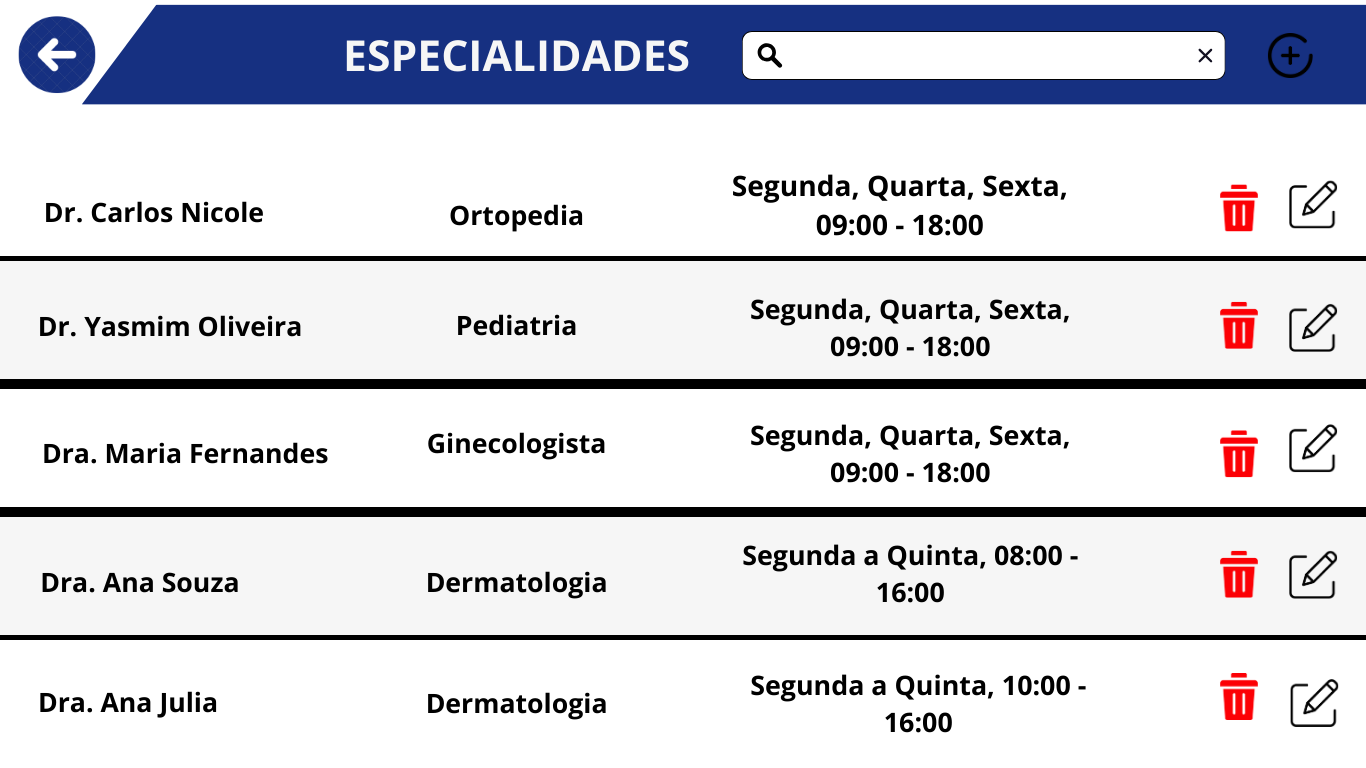 ESPECIALIDADES
Dr. Carlos Nicole
Ortopedia
Segunda, Quarta, Sexta,
09:00 - 18:00
Dr. Yasmim Oliveira
Pediatria
Segunda, Quarta, Sexta,
09:00 - 18:00
Dra. Maria Fernandes
Ginecologista
Segunda, Quarta, Sexta,
09:00 - 18:00
Dra. Ana Souza
Dermatologia
Segunda a Quinta, 08:00 -
16:00
Dra. Ana Julia
Dermatologia
Segunda a Quinta, 10:00 -
16:00